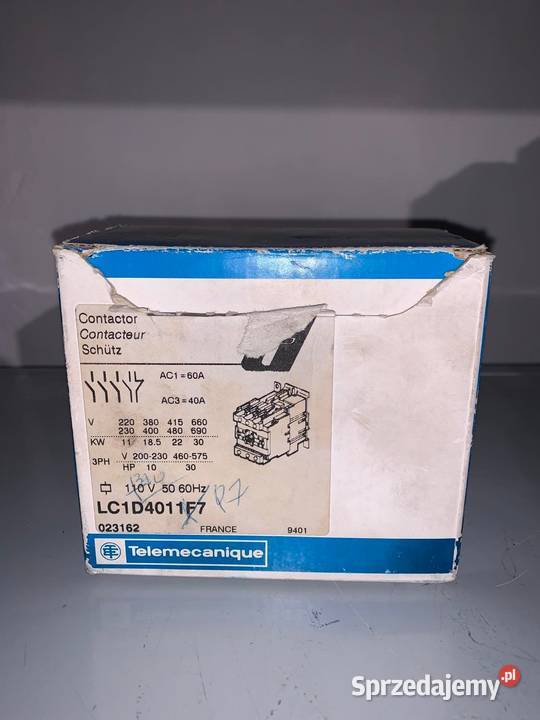 Contactor
Contacteur
Schütz
AC1=60A
AC3=40A
V 220 380 415 660
230 400 480 690
KW 11 18.5 22 30
3PH V 200-230 460-575
HP 10 30
110 V 50 60Hz
P7
LC1D4011F7
023162 FRANCE 9401
Telemecanique
Sprzedajemy.pl